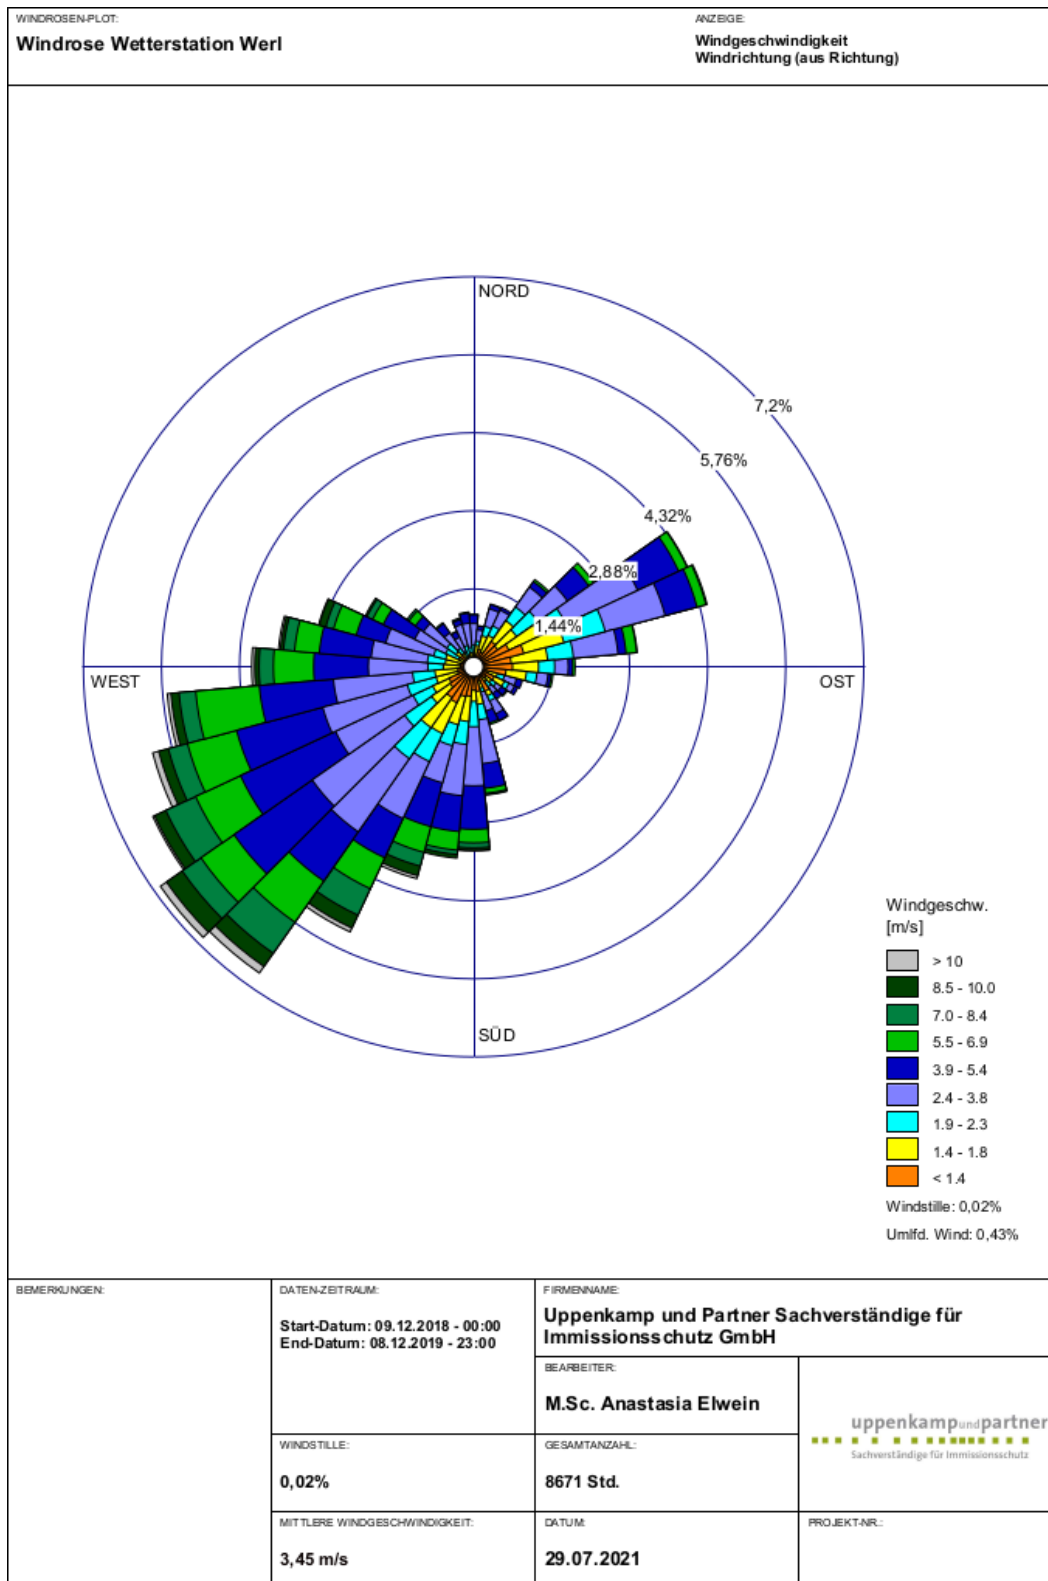 WINDROSEN-PLOT:
Windrose Wetterstation Werl
ANZEIGE:
Windgeschwindigkeit
Windrichtung (aus Richtung)
NORD
7,2%
5,76%
4,32%
2,88%
1,44%
WEST
OST
SÜD
Windgeschw.
[m/s]
> 10
8.5 - 10.0
7.0 - 8.4
5.5 - 6.9
3.9 - 5.4
2.4 - 3.8
1.9 - 2.3
1.4 - 1.8
< 1.4
Windstille: 0,02%
Umlfd. Wind: 0,43%
BEMERKUNGEN:
DATEN-ZEITRAUM:
Start-Datum: 09.12.2018 - 00:00
End-Datum: 08.12.2019 - 23:00
FIRMENNAME:
Uppenkamp und Partner Sachverständige für
Immissionsschutz GmbH
BEARBEITER:
M.Sc. Anastasia Elwein
uppenkampundpartner
Sachverständige für Immissionsschutz
WINDSTILLE:
0,02%
GESAMTANZAHL:
8671 Std.
MITTLERE WINDGESCHWINDIGKEIT:
3,45 m/s
DATUM:
29.07.2021
PROJEKT-NR.: